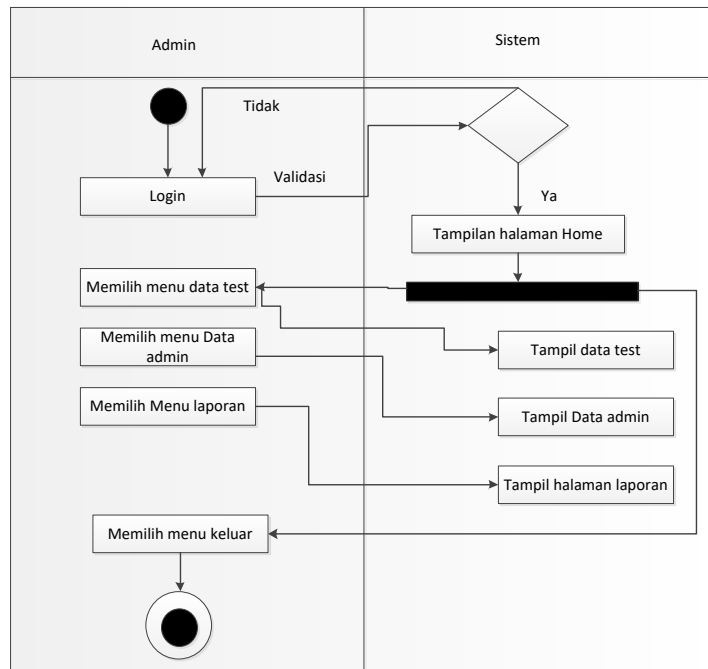 Admin
Sistem
Tidak
Validasi
Login
Ya
Tampilan halaman Home
Memilih menu data test
Memilih menu Data
admin
Tampil data test
Memilih Menu laporan
Tampil Data admin
Tampil halaman laporan
Memilih menu keluar